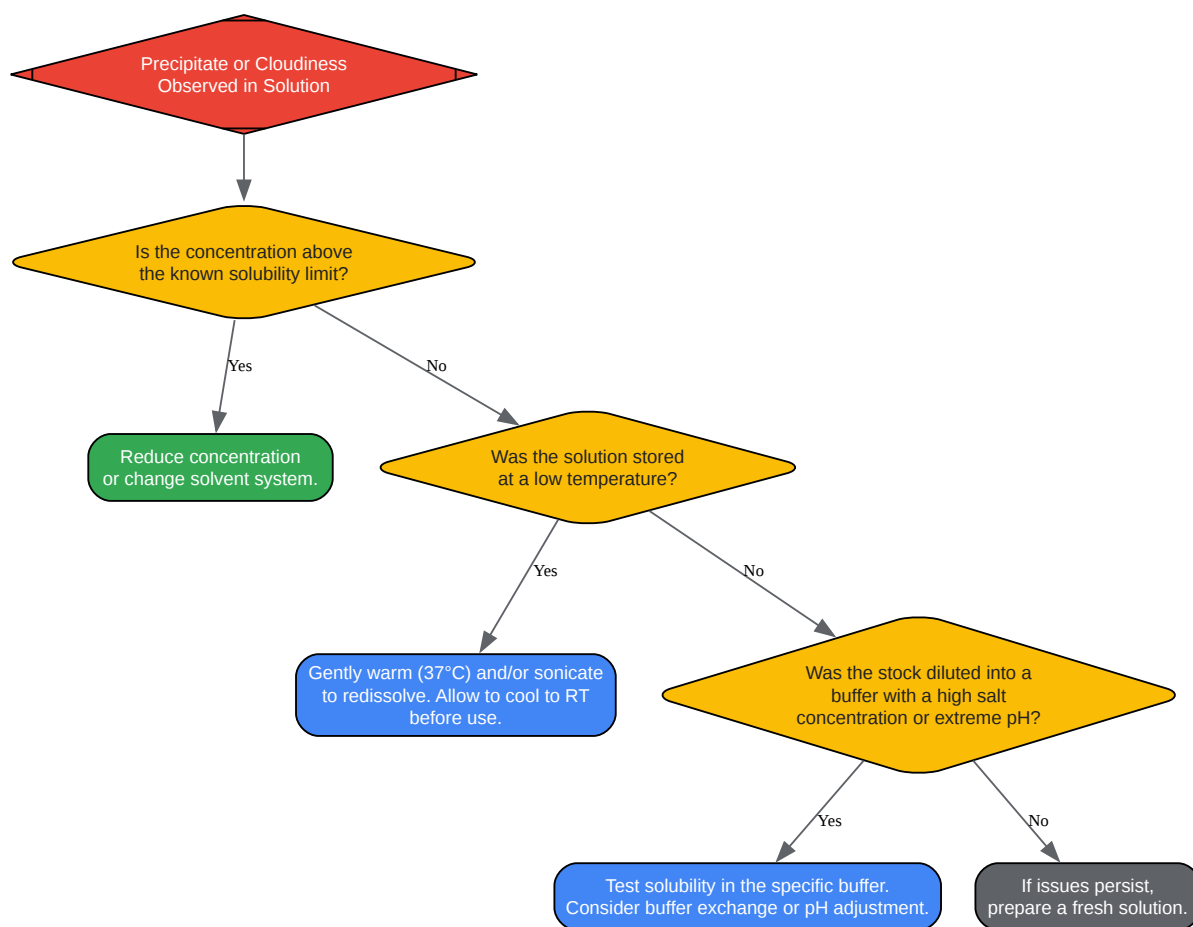 Precipitate or Cloudiness
Observed in Solution
Is the concentration above
the known solubility limit?
Yes
No
Reduce concentration
or change solvent system.
Was the solution stored
at a low temperature?
Yes
No
Gently warm (37°C) and/or sonicate
to redissolve. Allow to cool to RT
before use.
Was the stock diluted into a
buffer with a high salt
concentration or extreme pH?
Yes
No
Test solubility in the specific buffer.
Consider buffer exchange or pH adjustment.
If issues persist,
prepare a fresh solution.